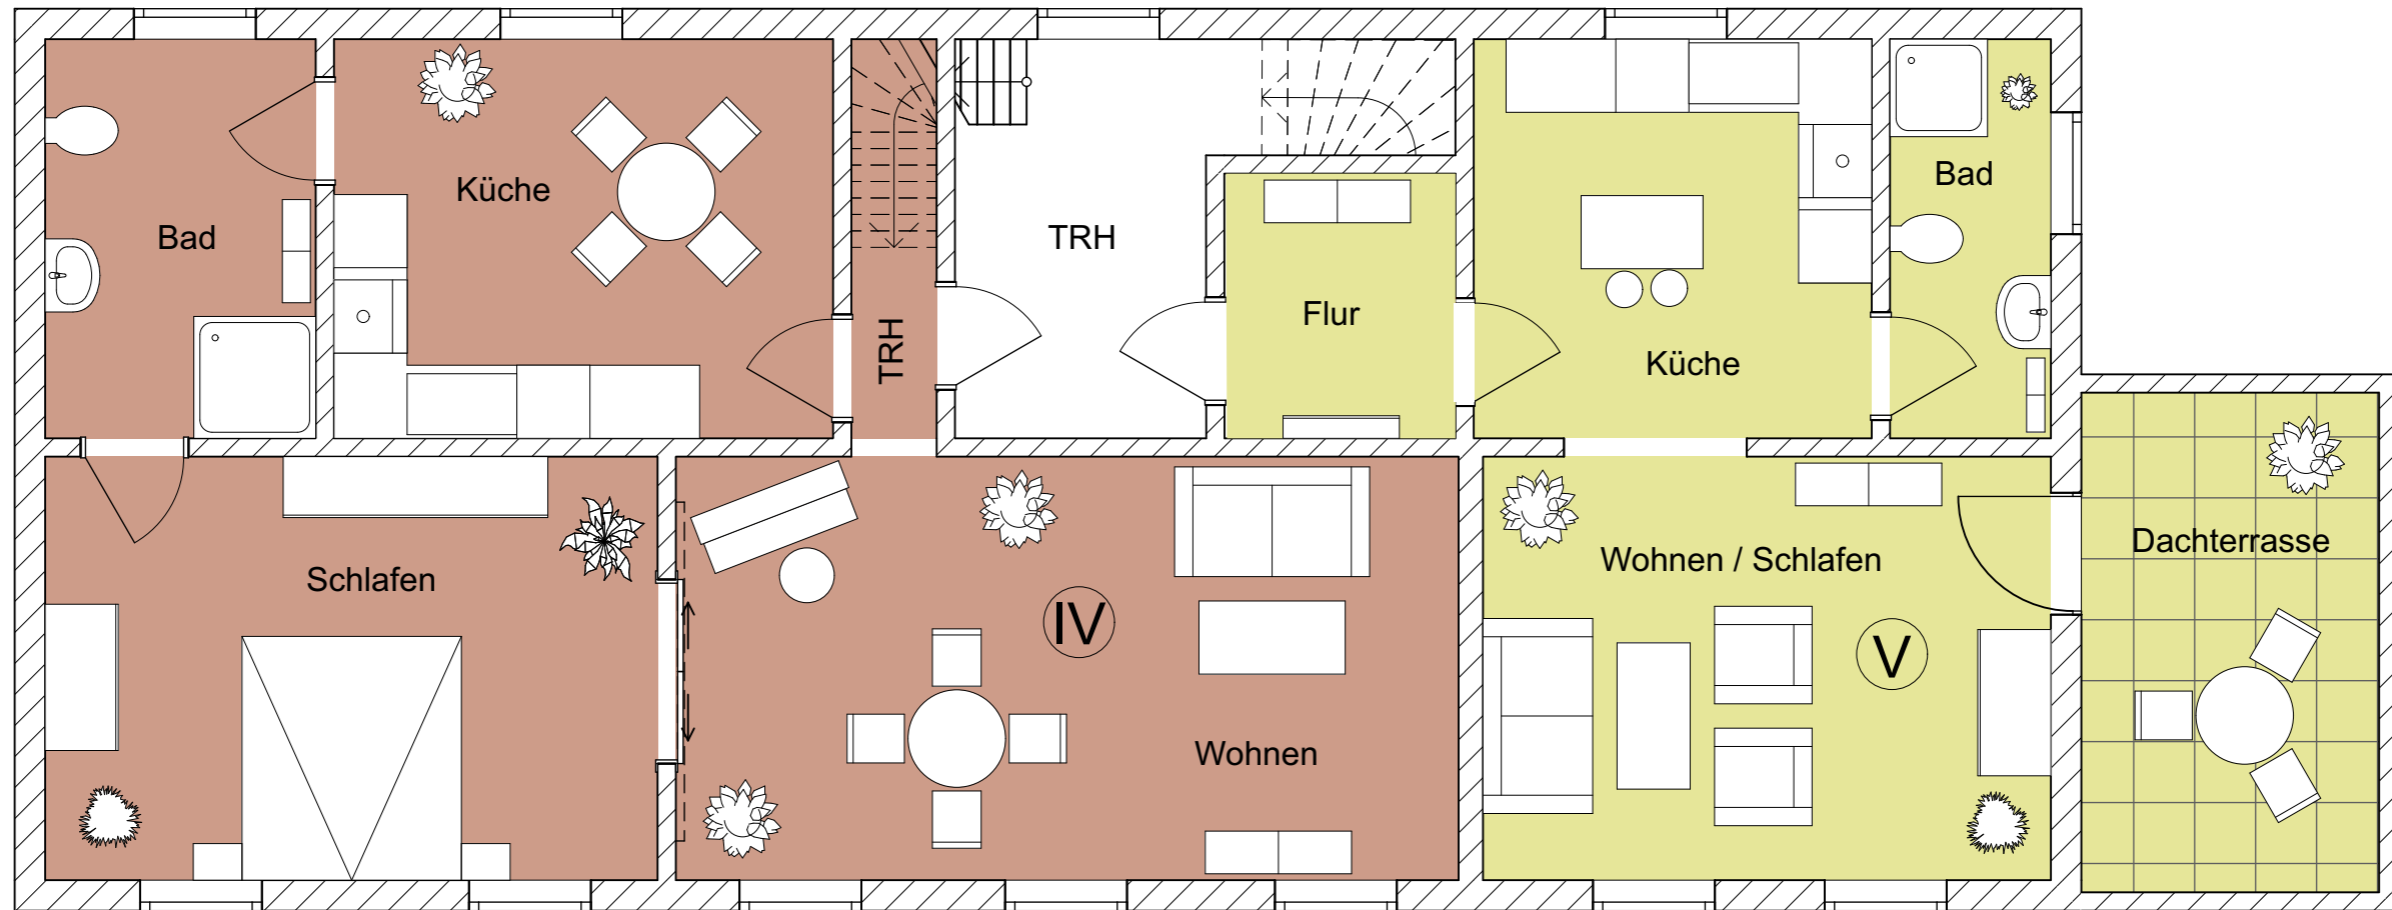 Küche
Bad
Bad
TRH
Flur
TRH
Küche
Dachterrasse
Wohnen / Schlafen
Schlafen
IV
V
Wohnen